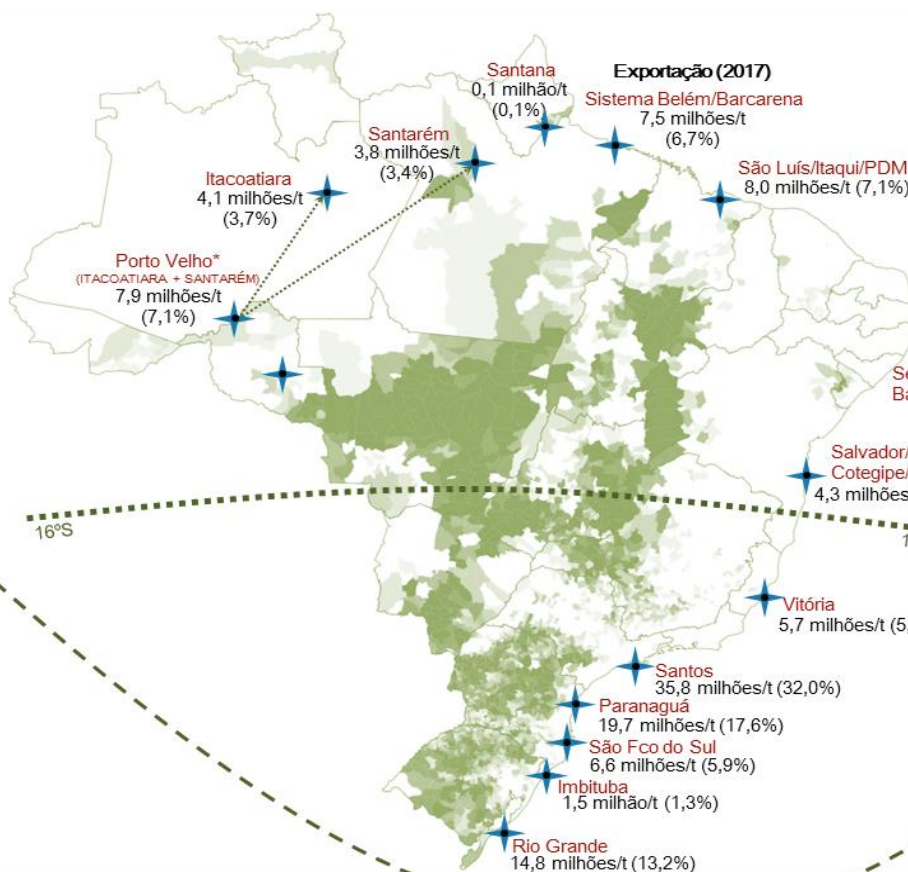 Exportação (2017)
Santana
0,1 milhão/t
(0,1%)
Sistema Belém/Barcarena
7,5 milhões/t
(6,7%)
Santarém
3,8 milhões/t
(3,4%)
São Luís/Itaqui/PDM
8,0 milhões/t (7,1%)
Itacoatiara
4,1 milhões/t
(3,7%)
Porto Velho*
(ITACOATIARA + SANTARÉM)
7,9 milhões/t
(7,1%)
Salvador/
Cotegipe/
4,3 milhões
16ºS
Vitória
5,7 milhões/t (5,
Santos
35,8 milhões/t (32,0%)
Paranaguá
19,7 milhões/t (17,6%)
São Fco do Sul
6,6 milhões/t (5,9%)
Imbituba
1,5 milhão/t (1,3%)
Rio Grande
14,8 milhões/t (13,2%)